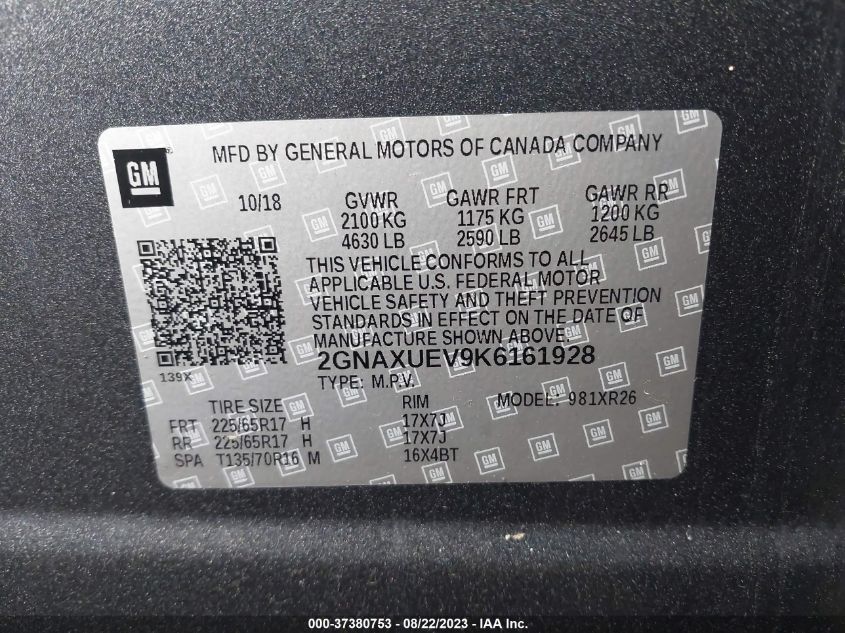 GM
MFD BY GENERAL MOTORS OF CANADA COMPANY
10/18 GVWR GAWR FRT GAWR RR
2100 KG 1175 KG 1200 KG
4630 LB 2590 LB 2645 LB
THIS VEHICLE CONFORMS TO ALL
APPLICABLE U.S. FEDERAL MOTOR
VEHICLE SAFETY AND THEFT PREVENTION
STANDARDS IN EFFECT ON THE DATE OF
MANUFACTURE SHOWN ABOVE.
2GNAXUEV9K6161928
139X
TYPE: M.P.V.
TIRE SIZE RIM MODEL: 981XR26
FRT 225/65R17 H 17X7J
RR 225/65R17 H 17X7J
SPA T135/70R16 M 16X4BT
000-37380753 - 08/22/2023 - IAA Inc.